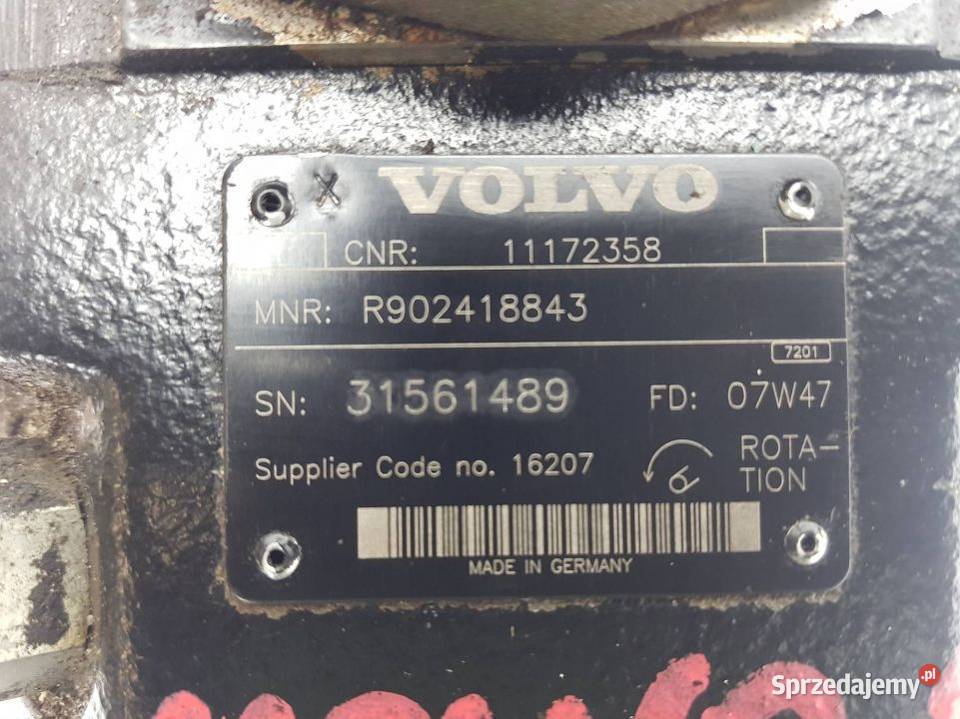 X VOLVO
CNR: 11172358
MNR: R902418843
7201
SN: 31561489 FD: 07W47
Supplier Code no. 16207
ROTA-
TION
MADE IN GERMANY
Sprzedajemy.pl